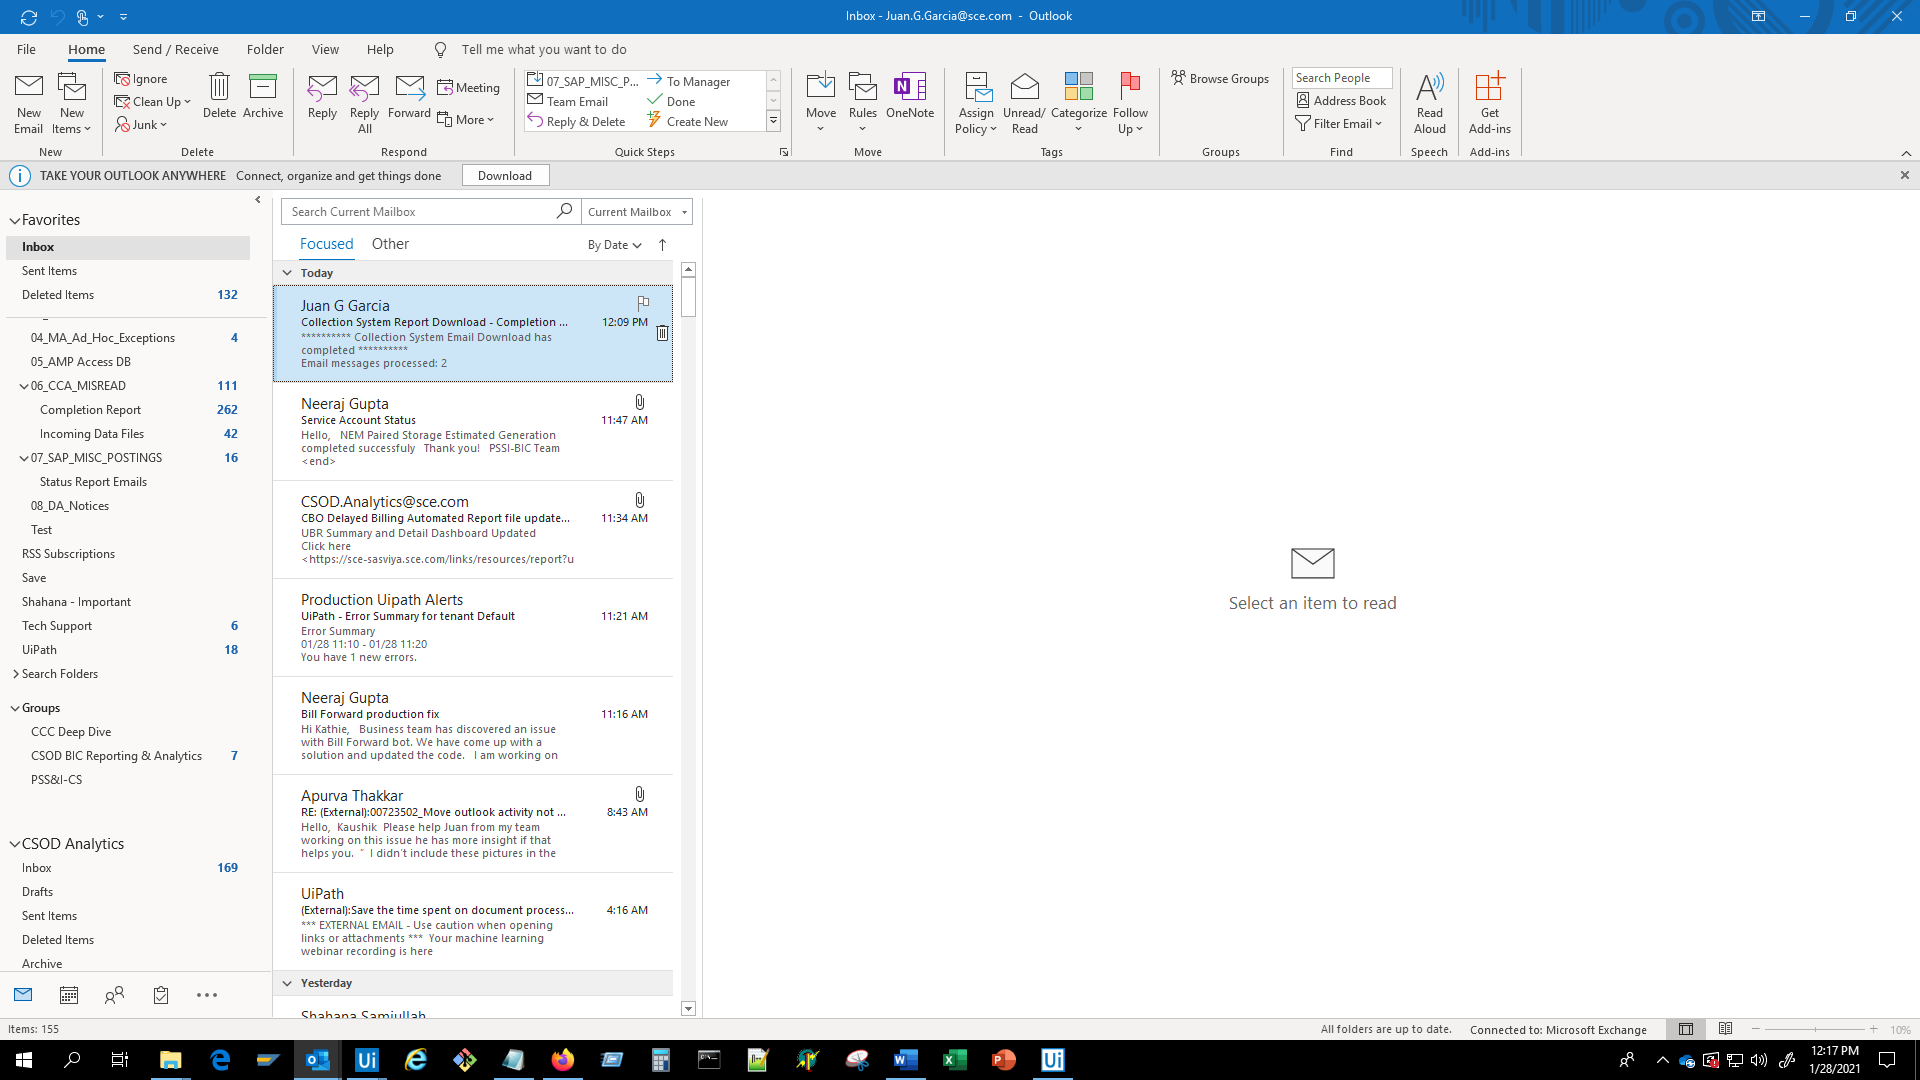 Inbox - Juan.G.Garcia@sce.com - Outlook
File Home Send / Receive Folder View Help Tell me what you want to do
New Email
New Items
Ignore
Clean Up
Junk
Delete
Archive
Reply
Reply All
Forward
Meeting
More
07_SAP_MISC_P...
Team Email
Reply & Delete
To Manager
Done
Create New
Move
Rules
OneNote
Assign Policy
Unread/ Read
Categorize
Follow Up
Browse Groups
Search People
Address Book
Filter Email
Read Aloud
Get Add-ins
New Delete Respond Quick Steps Move Tags Groups Find Speech Add-ins
TAKE YOUR OUTLOOK ANYWHERE Connect, organize and get things done Download
Favorites
Inbox
Sent Items
Deleted Items 132
04_MA_Ad_Hoc_Exceptions 4
05_AMP Access DB
06_CCA_MISREAD 111
Completion Report 262
Incoming Data Files 42
07_SAP_MISC_POSTINGS 16
Status Report Emails
08_DA_Notices
Test
RSS Subscriptions
Save
Shahana - Important
Tech Support 6
UiPath 18
Search Folders
Groups
CCC Deep Dive
CSOD BIC Reporting & Analytics 7
PSS&I-CS
CSOD Analytics
Inbox 169
Drafts
Sent Items
Deleted Items
Archive
Search Current Mailbox Current Mailbox
Focused Other By Date
Today
Juan G Garcia
Collection System Report Download - Completion ... 12:09 PM
********** Collection System Email Download has
completed **********
Email messages processed: 2
Neeraj Gupta
Service Account Status 11:47 AM
Hello, NEM Paired Storage Estimated Generation
completed successfuly Thank you! PSSI-BIC Team
<end>
CSOD.Analytics@sce.com
CBO Delayed Billing Automated Report file update... 11:34 AM
UBR Summary and Detail Dashboard Updated
Click here
<https://sce-sasviya.sce.com/links/resources/report?u
Production Uipath Alerts
UiPath - Error Summary for tenant Default 11:21 AM
Error Summary
01/28 11:10 - 01/28 11:20
You have 1 new errors.
Neeraj Gupta
Bill Forward production fix 11:16 AM
Hi Kathie, Business team has discovered an issue
with Bill Forward bot. We have come up with a
solution and updated the code. I am working on
Apurva Thakkar
RE: (External):00723502_Move outlook activity not ... 8:43 AM
Hello, Kaushik Please help Juan from my team
working on this issue he has more insight if that
helps you. " I didn't include these pictures in the
UiPath
(External):Save the time spent on document process... 4:16 AM
*** EXTERNAL EMAIL - Use caution when opening
links or attachments *** Your machine learning
webinar recording is here
Yesterday
Shahana Samiullah
Select an item to read
Items: 155 All folders are up to date. Connected to: Microsoft Exchange 10%
12:17 PM
1/28/2021